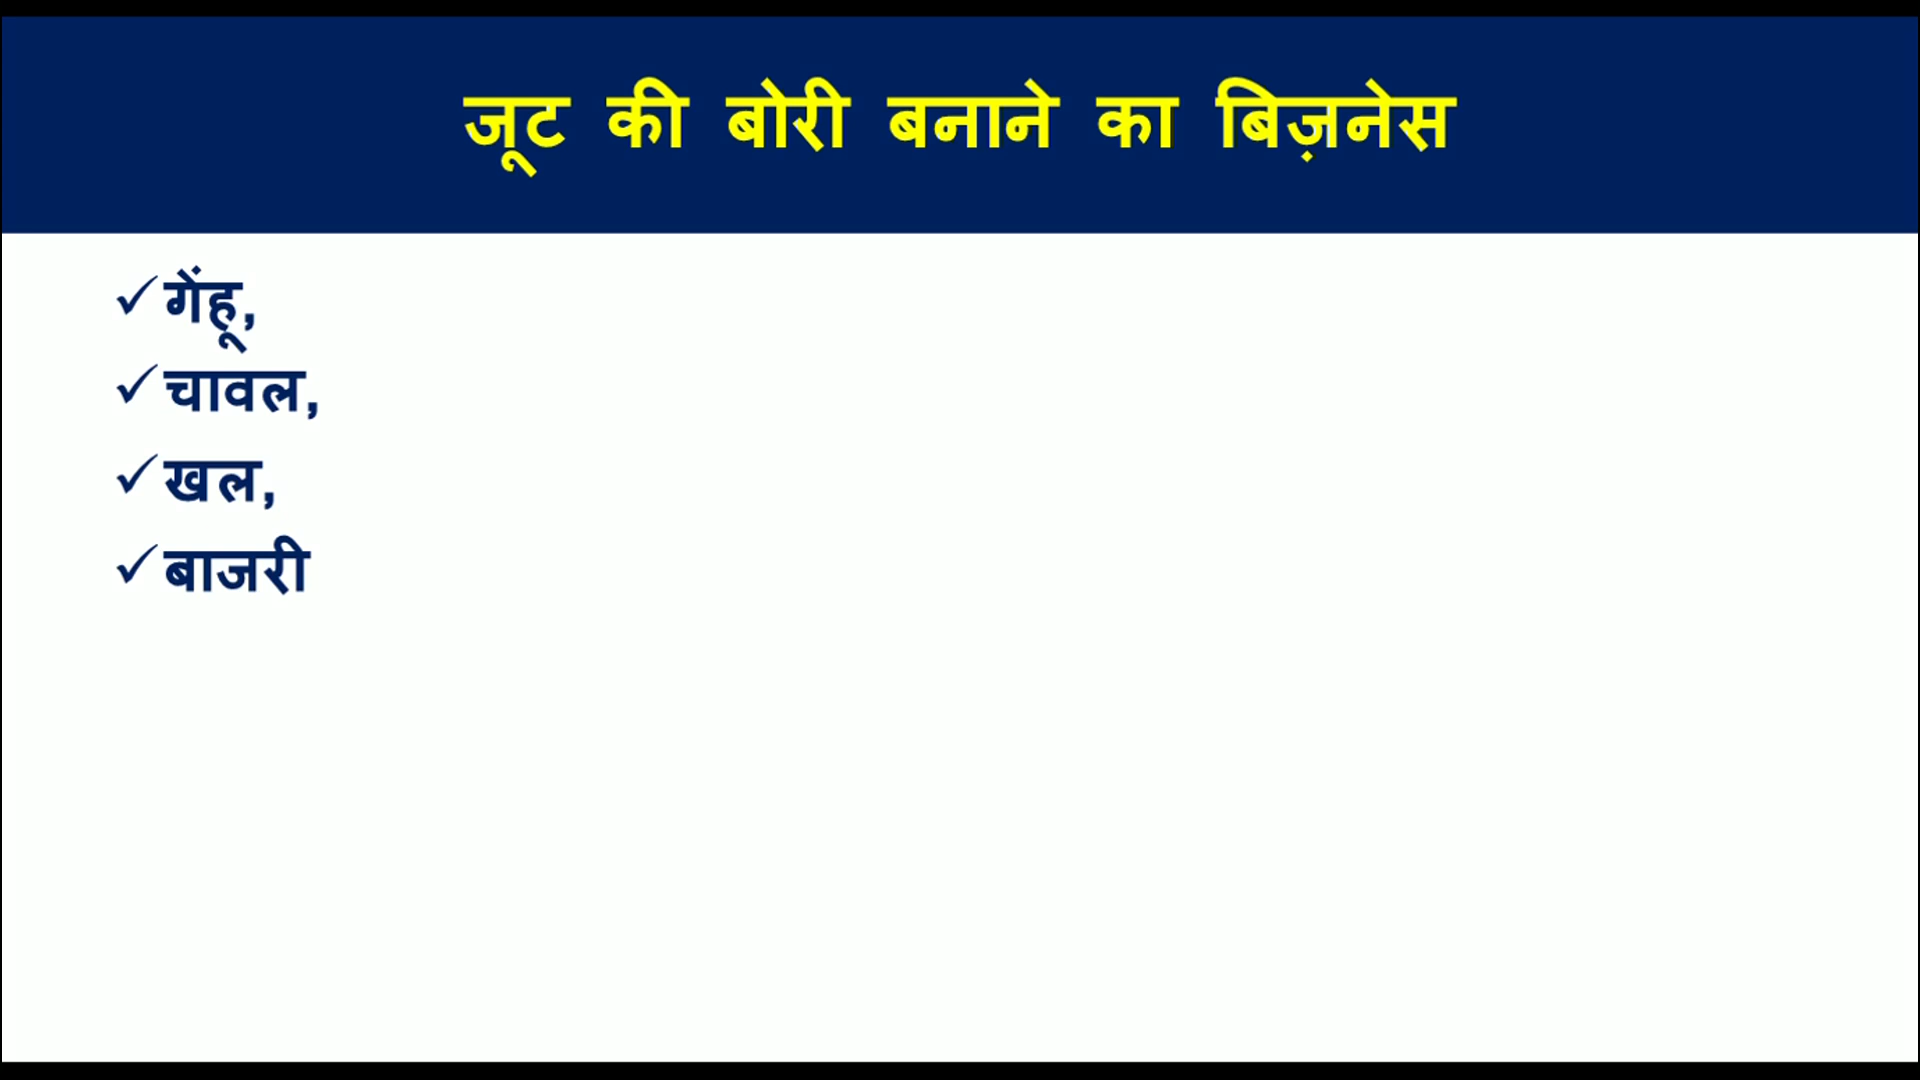 जूट की बोरी बनाने का बिज़नेस
✓गेंहू,
✓चावल,
✓खल,
✓बाजरी